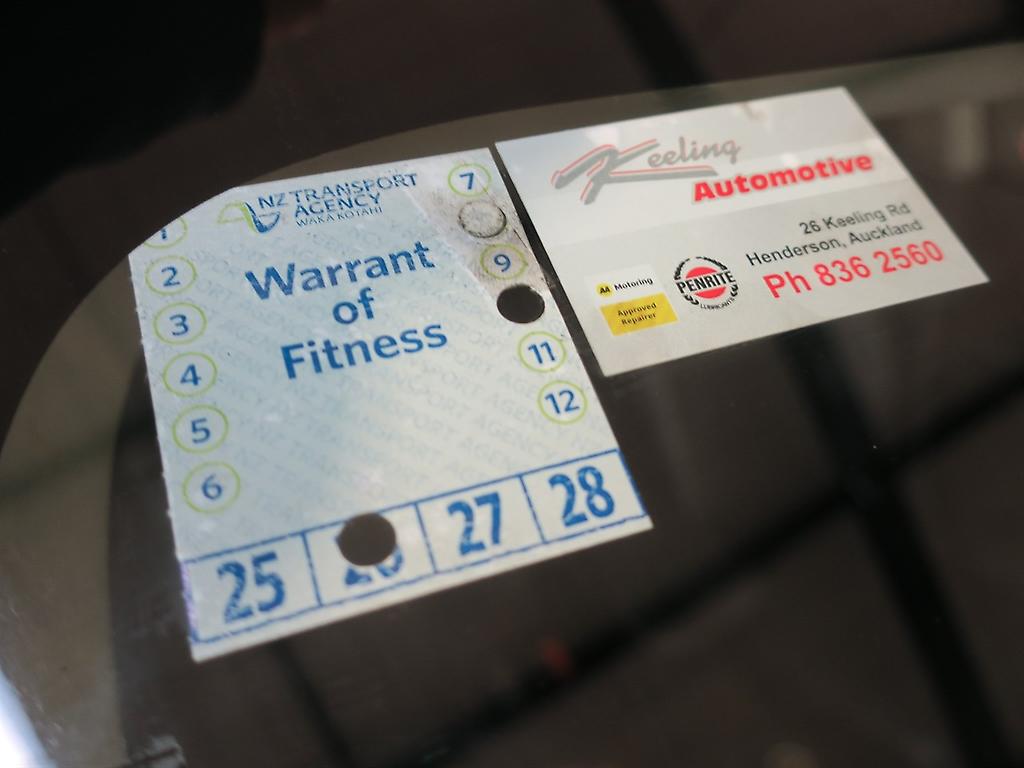 NZ TRANSPORT
AGENCY
WAKA KOTAHI
Warrant
of
Fitness
1
2
3
4
5
6
7
9
11
12
25
27
28
Keeling
Automotive
26 Keeling Rd
Henderson, Auckland
Ph 836 2560
AA Motoring
Approved
Repairer
PENRITE
LUBRICANTS